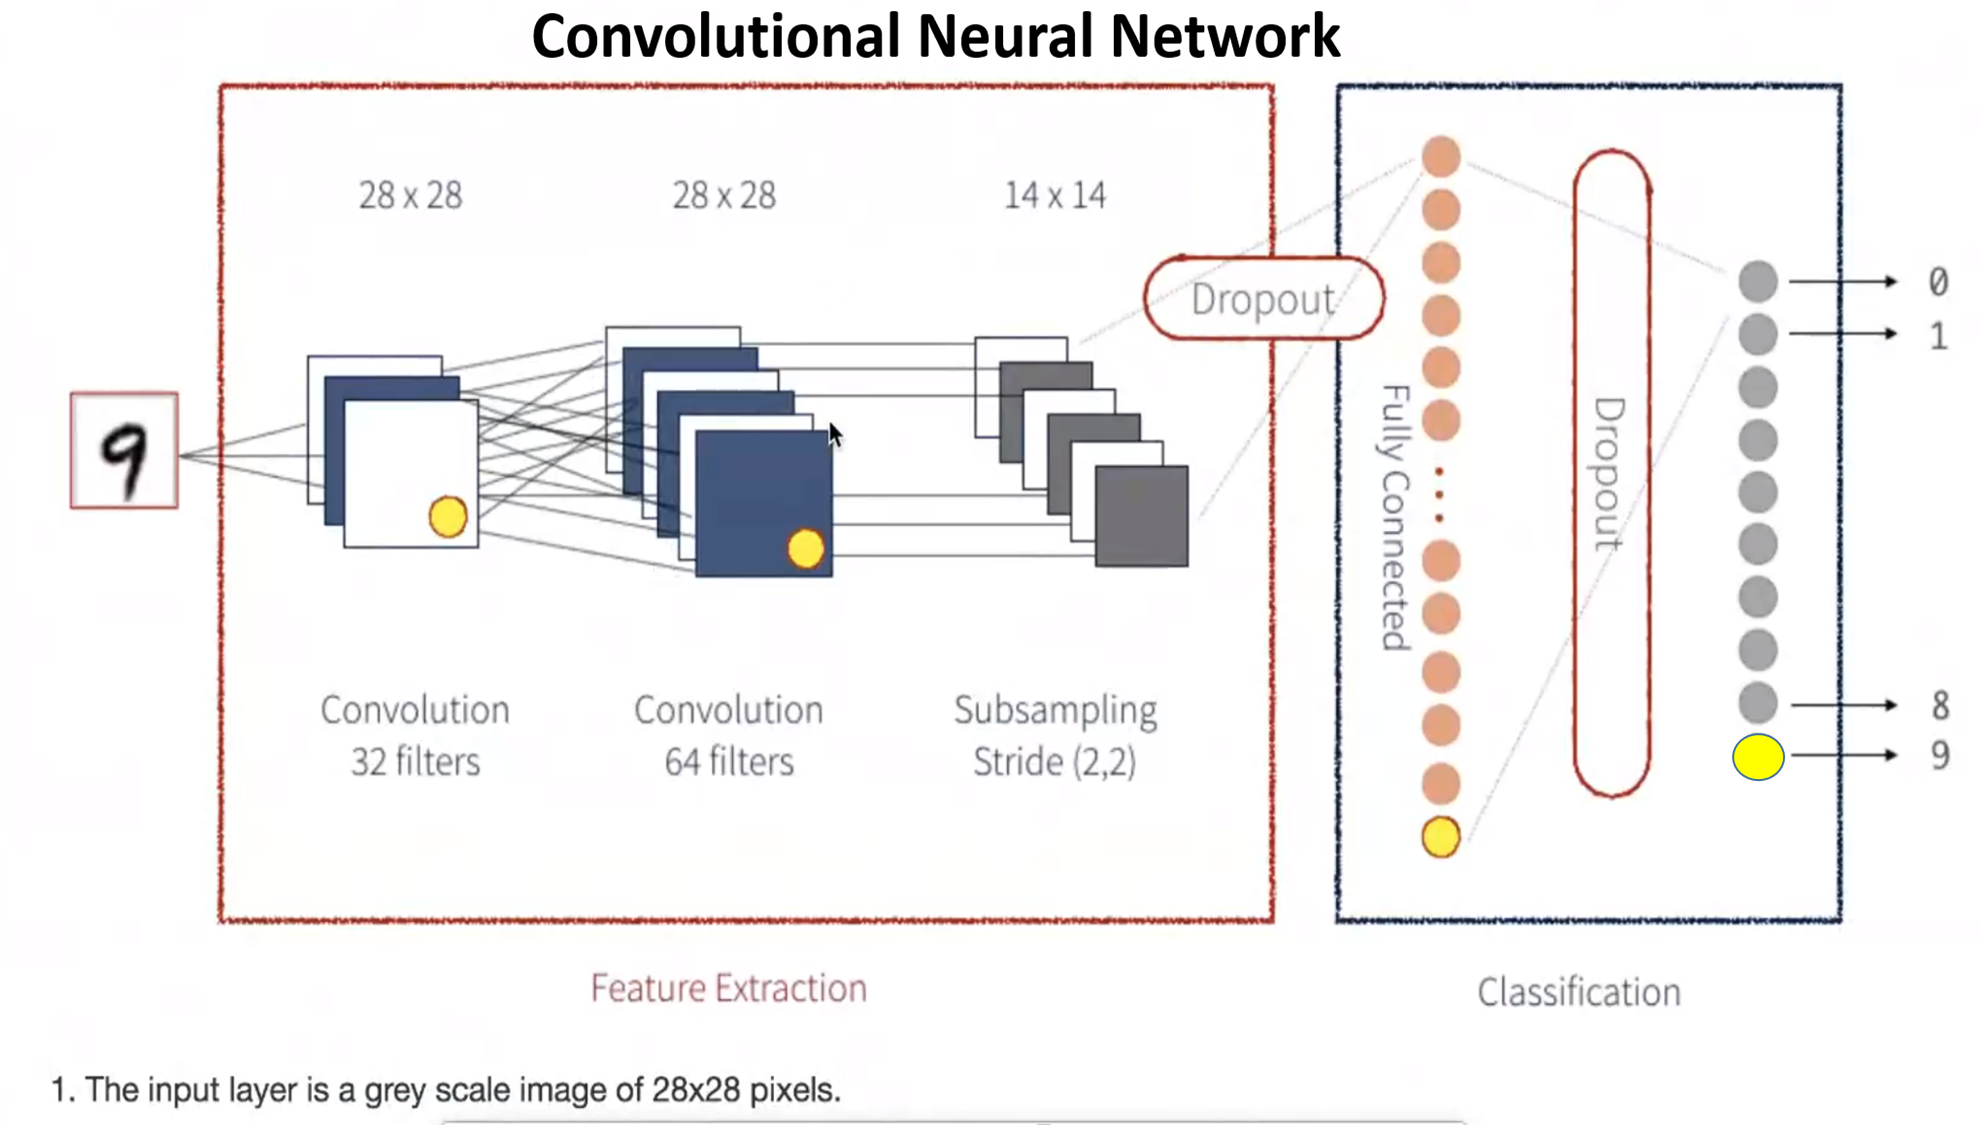 Convolutional Neural Network
28 x 28
28 x 28
14 x 14
Dropout
9
Fully Connected
Dropout
0
1
8
9
Convolution
32 filters
Convolution
64 filters
Subsampling
Stride (2,2)
Feature Extraction
Classification
1. The input layer is a grey scale image of 28x28 pixels.